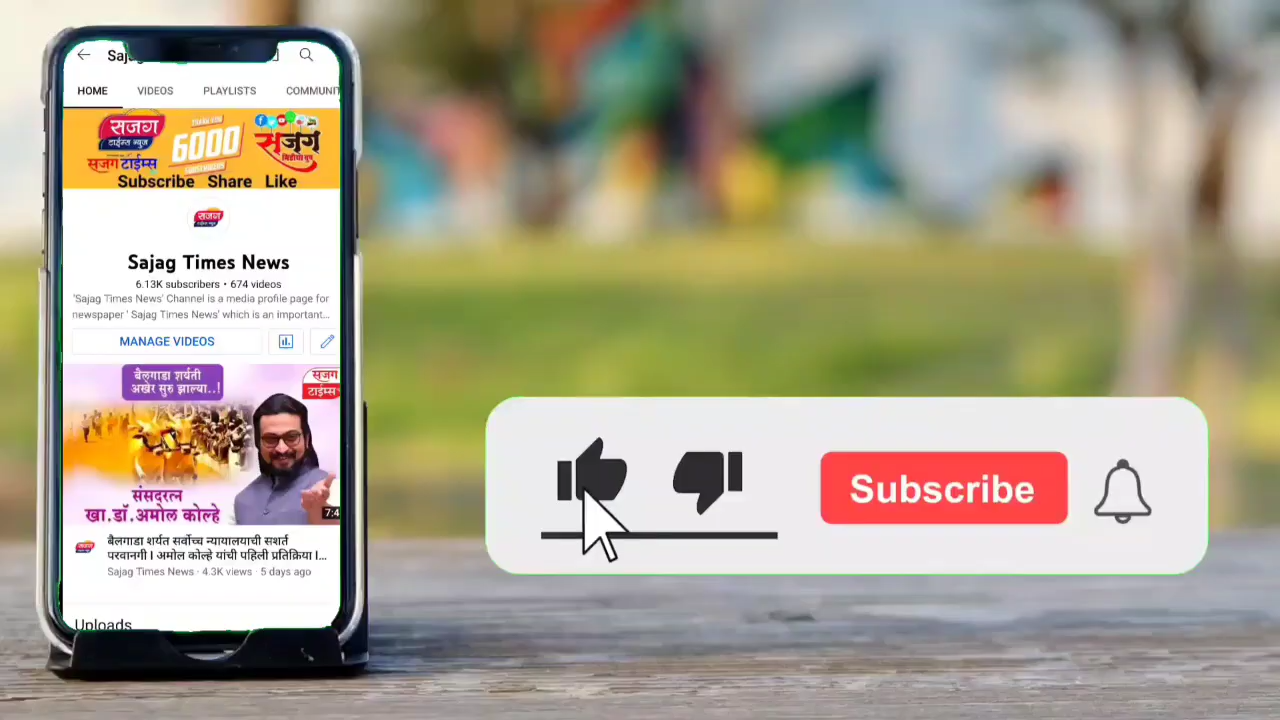 HOME VIDEOS PLAYLISTS
सजग
टाईम्स न्यूज
सजग टाईम्स
6000
सजग
Subscribe Share Like
सजग
Sajag Times News
6.13K subscribers • 674 videos
'Sajag Times News' Channel is a media profile page for
newspaper ' Sajag Times News' which is an important...
MANAGE VIDEOS
बैलगाडा शर्यती
अखेर सुरु झाल्या..!
सजग
टाईम्स
संसदरत्न
खा.डॉ.अमोल कोल्हे
7:4
बैलगाडा शर्यत सर्वोच्च न्यायालयाची सशर्त
परवानगी I अमोल कोल्हे यांची पहिली प्रतिक्रिया I...
Sajag Times News · 4.3K views · 5 days ago
Uploads
Subscribe